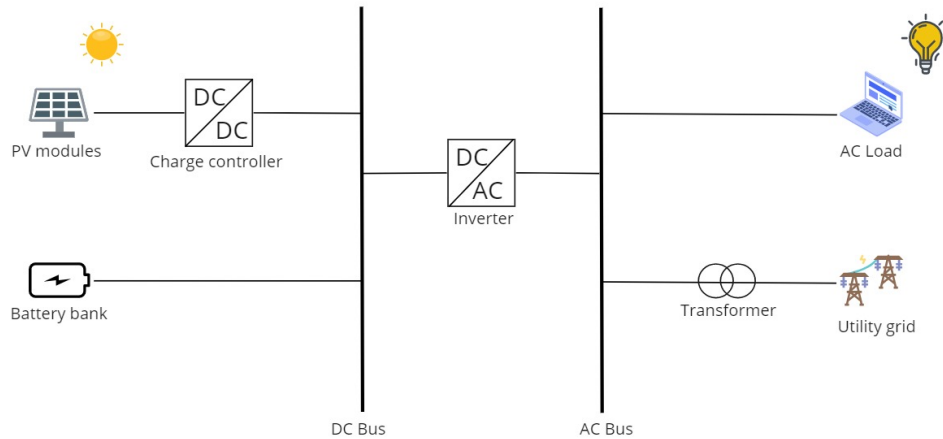 PV modules
DC
DC
Charge controller
DC
AC
Inverter
AC Load
Battery bank
Transformer
Utility grid
DC Bus
AC Bus